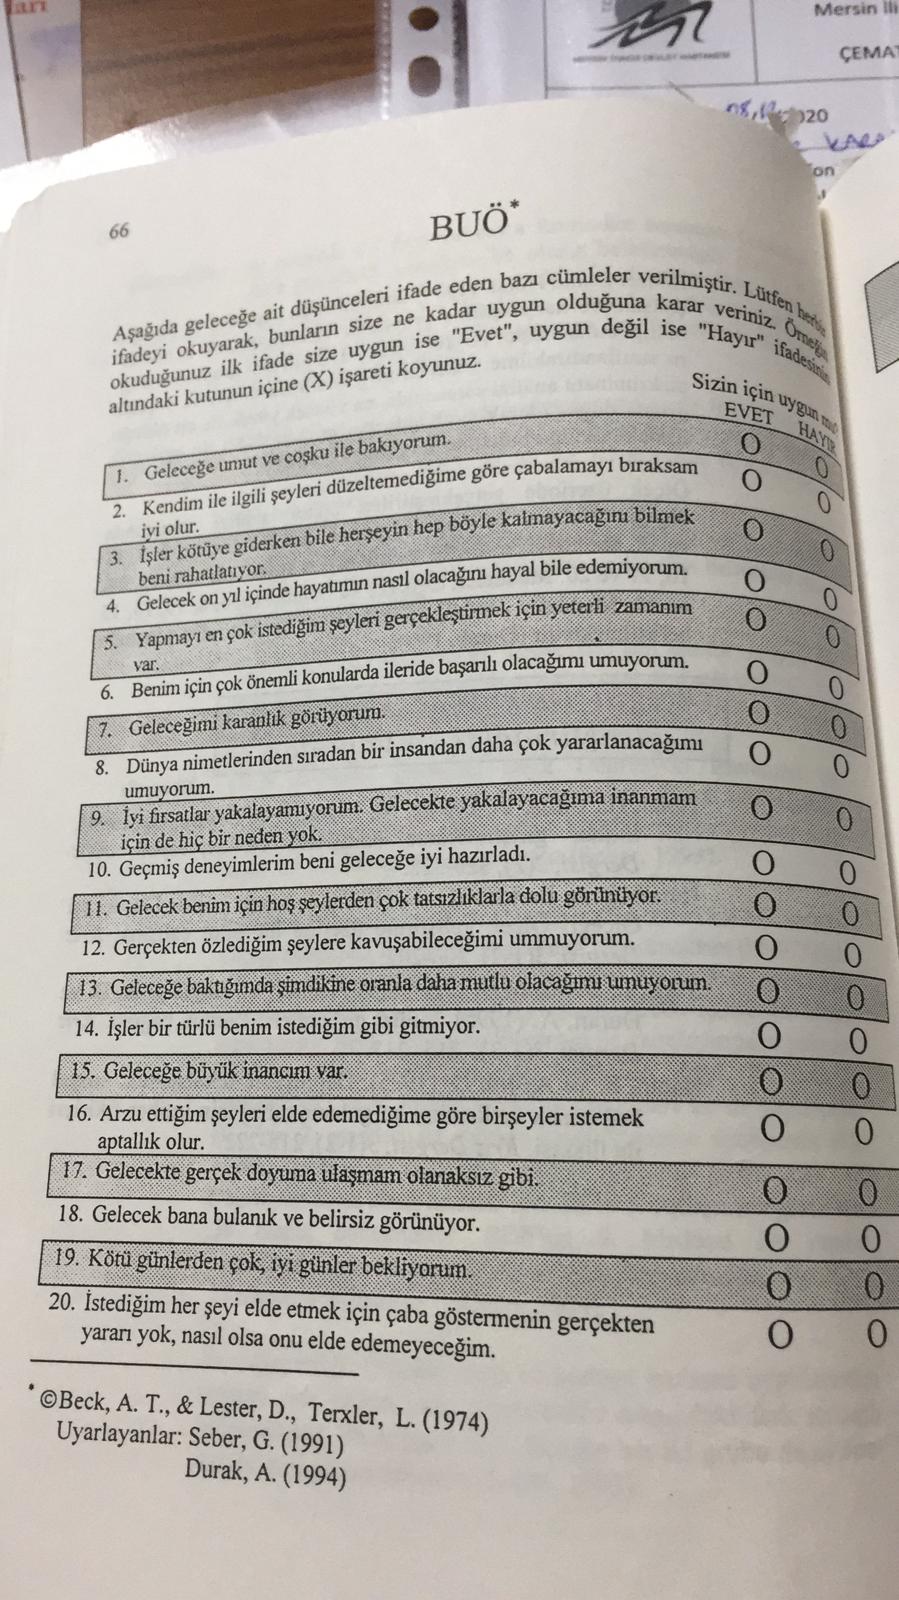 ları
Mersin İli
ÇEMA
08,12,2020
on
66
BUÖ*
Aşağıda geleceğe ait düşünceleri ifade eden bazı cümleler verilmiştir. Lütfen herbir
ifadeyi okuyarak, bunların size ne kadar uygun olduğuna karar veriniz. Örneğin
okuduğunuz ilk ifade size uygun ise "Evet", uygun değil ise "Hayır" ifadesinin
altındaki kutunun içine (X) işareti koyunuz.
Sizin için uygun mu
EVET HAYIR
1. Geleceğe umut ve coşku ile bakıyorum. O O
2. Kendim ile ilgili şeyleri düzeltemediğime göre çabalamayı bıraksam O O
iyi olur.
3. İşler kötüye giderken bile herşeyin hep böyle kalmayacağını bilmek O O
beni rahatlatıyor.
4. Gelecek on yıl içinde hayatımın nasıl olacağını hayal bile edemiyorum. O O
5. Yapmayı en çok istediğim şeyleri gerçekleştirmek için yeterli zamanım O O
var.
6. Benim için çok önemli konularda ileride başarılı olacağımı umuyorum. O O
7. Geleceğimi karanlık görüyorum. O O
8. Dünya nimetlerinden sıradan bir insandan daha çok yararlanacağımı O O
umuyorum.
9. İyi fırsatlar yakalayamıyorum. Gelecekte yakalayacağıma inanmam O O
için de hiç bir neden yok.
10. Geçmiş deneyimlerim beni geleceğe iyi hazırladı. O O
11. Gelecek benim için hoş şeylerden çok tatsızlıklarla dolu görünüyor. O O
12. Gerçekten özlediğim şeylere kavuşabileceğimi ummuyorum. O O
13. Geleceğe baktığımda şimdikine oranla daha mutlu olacağımı umuyorum. O O
14. İşler bir türlü benim istediğim gibi gitmiyor. O O
15. Geleceğe büyük inancım var. O O
16. Arzu ettiğim şeyleri elde edemediğime göre birşeyler istemek O O
aptallık olur.
17. Gelecekte gerçek doyuma ulaşmam olanaksız gibi. O O
18. Gelecek bana bulanık ve belirsiz görünüyor. O O
19. Kötü günlerden çok, iyi günler bekliyorum. O O
20. İstediğim her şeyi elde etmek için çaba göstermenin gerçekten O O
yararı yok, nasıl olsa onu elde edemeyeceğim.
* ©Beck, A. T., & Lester, D., Terxler, L. (1974)
Uyarlayanlar: Seber, G. (1991)
Durak, A. (1994)